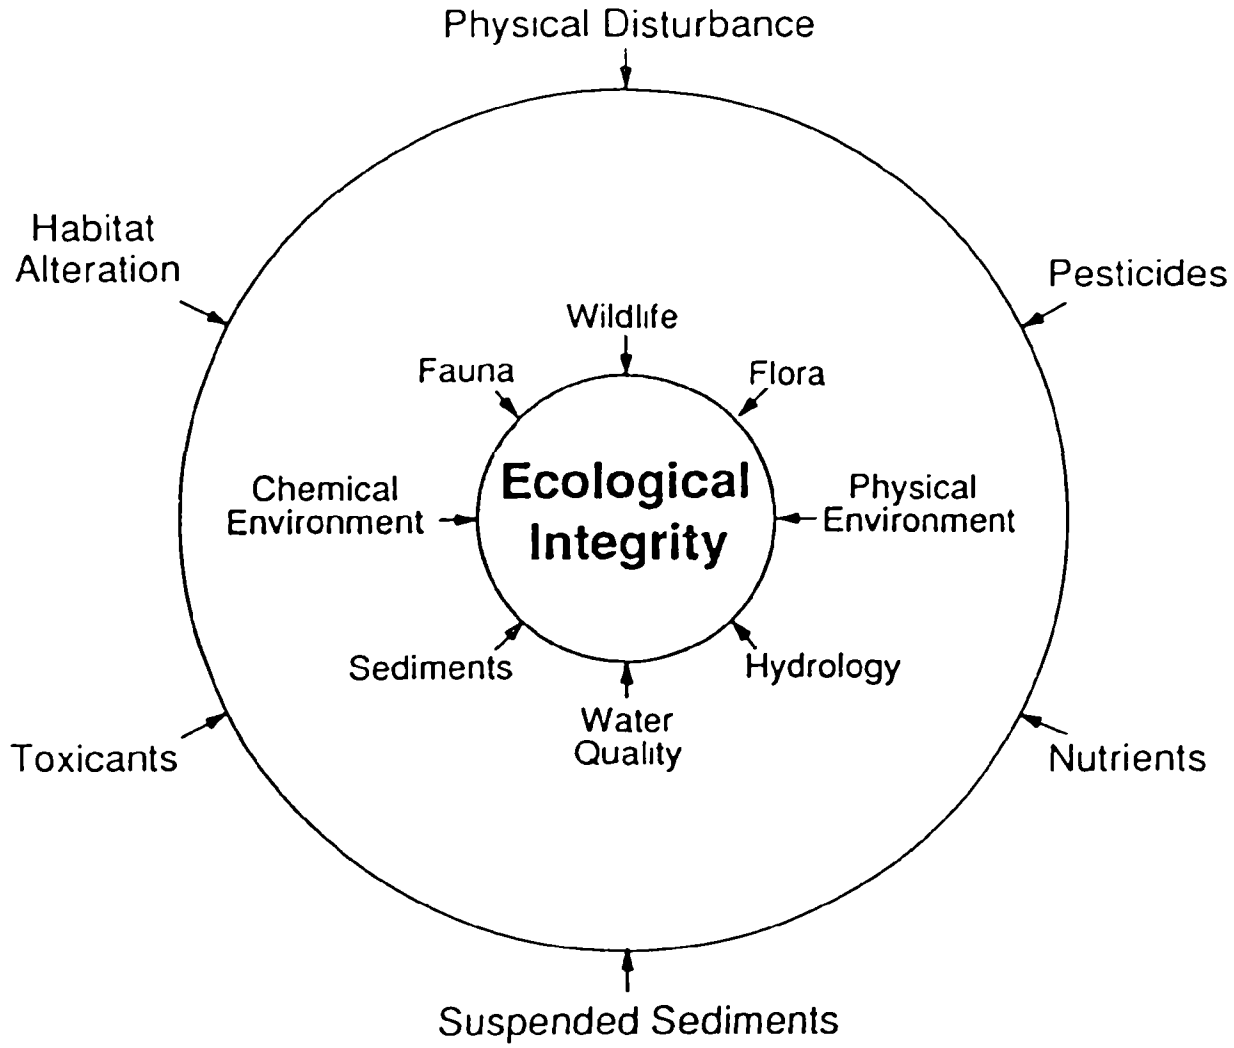 Physical Disturbance
Habitat
Alteration
Pesticides
Wildlife
Fauna
Flora
Ecological
Integrity
Chemical
Environment
Physical
Environment
Sediments
Hydrology
Water
Quality
Toxicants
Nutrients
Suspended Sediments